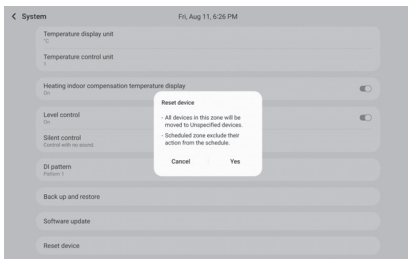 System
Fri, Aug 11, 6:26 PM
Temperature display unit
°C
Temperature control unit
1
Heating indoor compensation temperature display
On
Level control
On
Silent control
Control with no sound
DI pattern
Pattern 1
Back up and restore
Software update
Reset device
Reset device
- All devices in this zone will be
moved to Unspecified devices.
- Scheduled zone exclude their
action from the schedule.
Cancel Yes